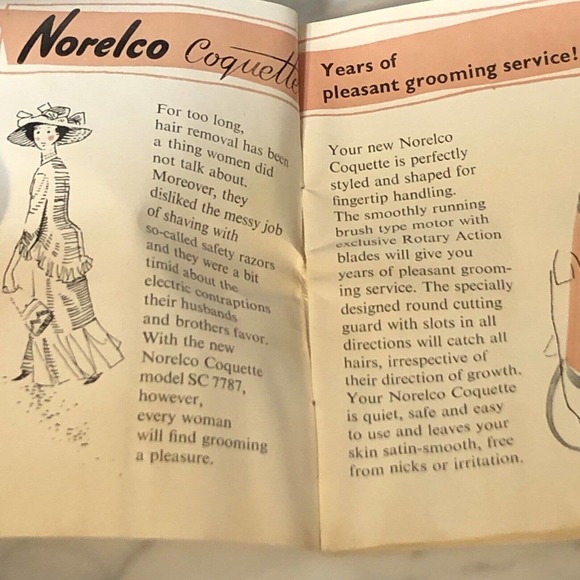 Norelco Coquette
For too long,
hair removal has been
a thing women did
not talk about.
Moreover, they
disliked the messy job
of shaving with
so-called safety razors
and they were a bit
timid about the
electric contraptions
their husbands
and brothers favor.
With the new
Norelco Coquette
model SC 7787,
however,
every woman
will find grooming
a pleasure.
Years of
pleasant grooming service!
Your new Norelco
Coquette is perfectly
styled and shaped for
fingertip handling.
The smoothly running
brush type motor with
exclusive Rotary Action
blades will give you
years of pleasant groom-
ing service. The specially
designed round cutting
guard with slots in all
directions will catch all
hairs, irrespective of
their direction of growth.
Your Norelco Coquette
is quiet, safe and easy
to use and leaves your
skin satin-smooth, free
from nicks or irritation.